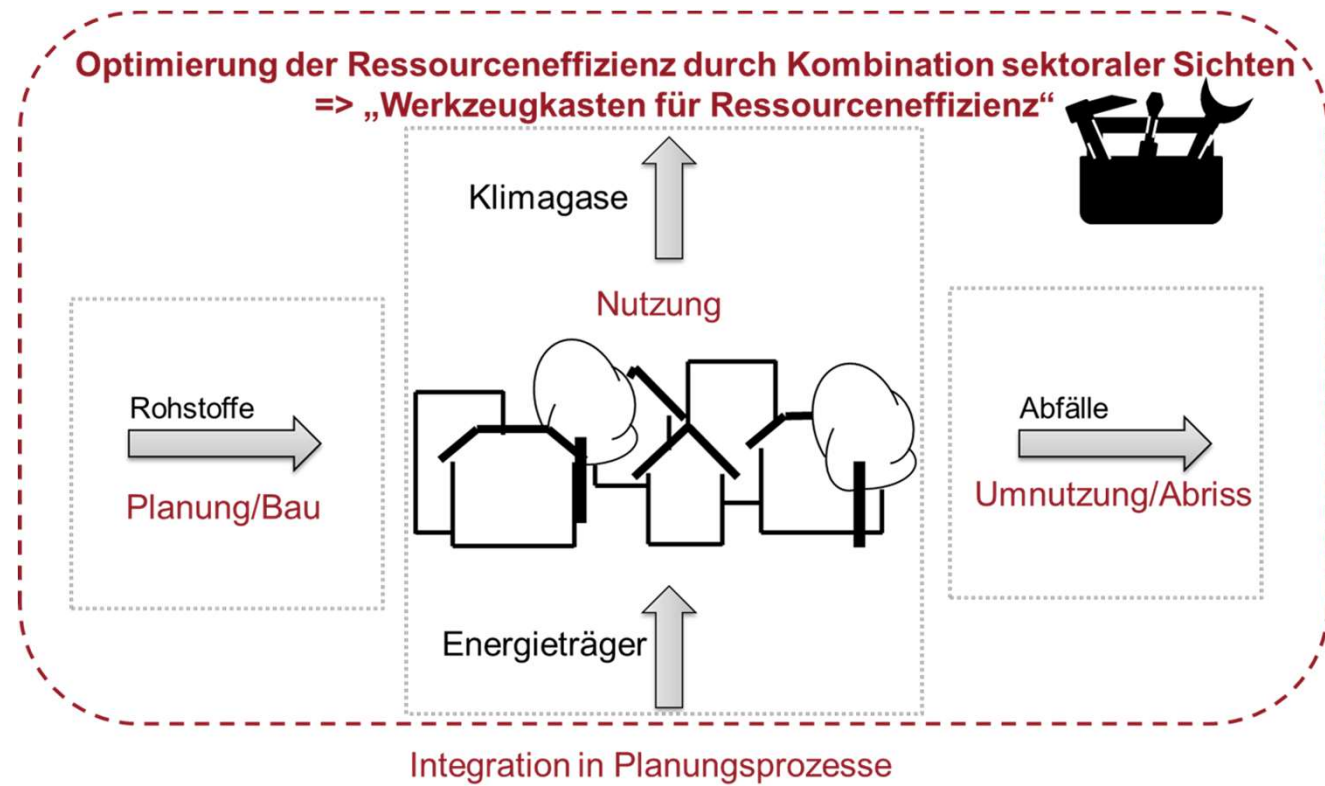 Optimierung der Ressourceneffizienz durch Kombination sektoraler Sichten
=> „Werkzeugkasten für Ressourceneffizienz“
Klimagase
Nutzung
Rohstoffe
Planung/Bau
Abfälle
Umnutzung/Abriss
Energieträger
Integration in Planungsprozesse